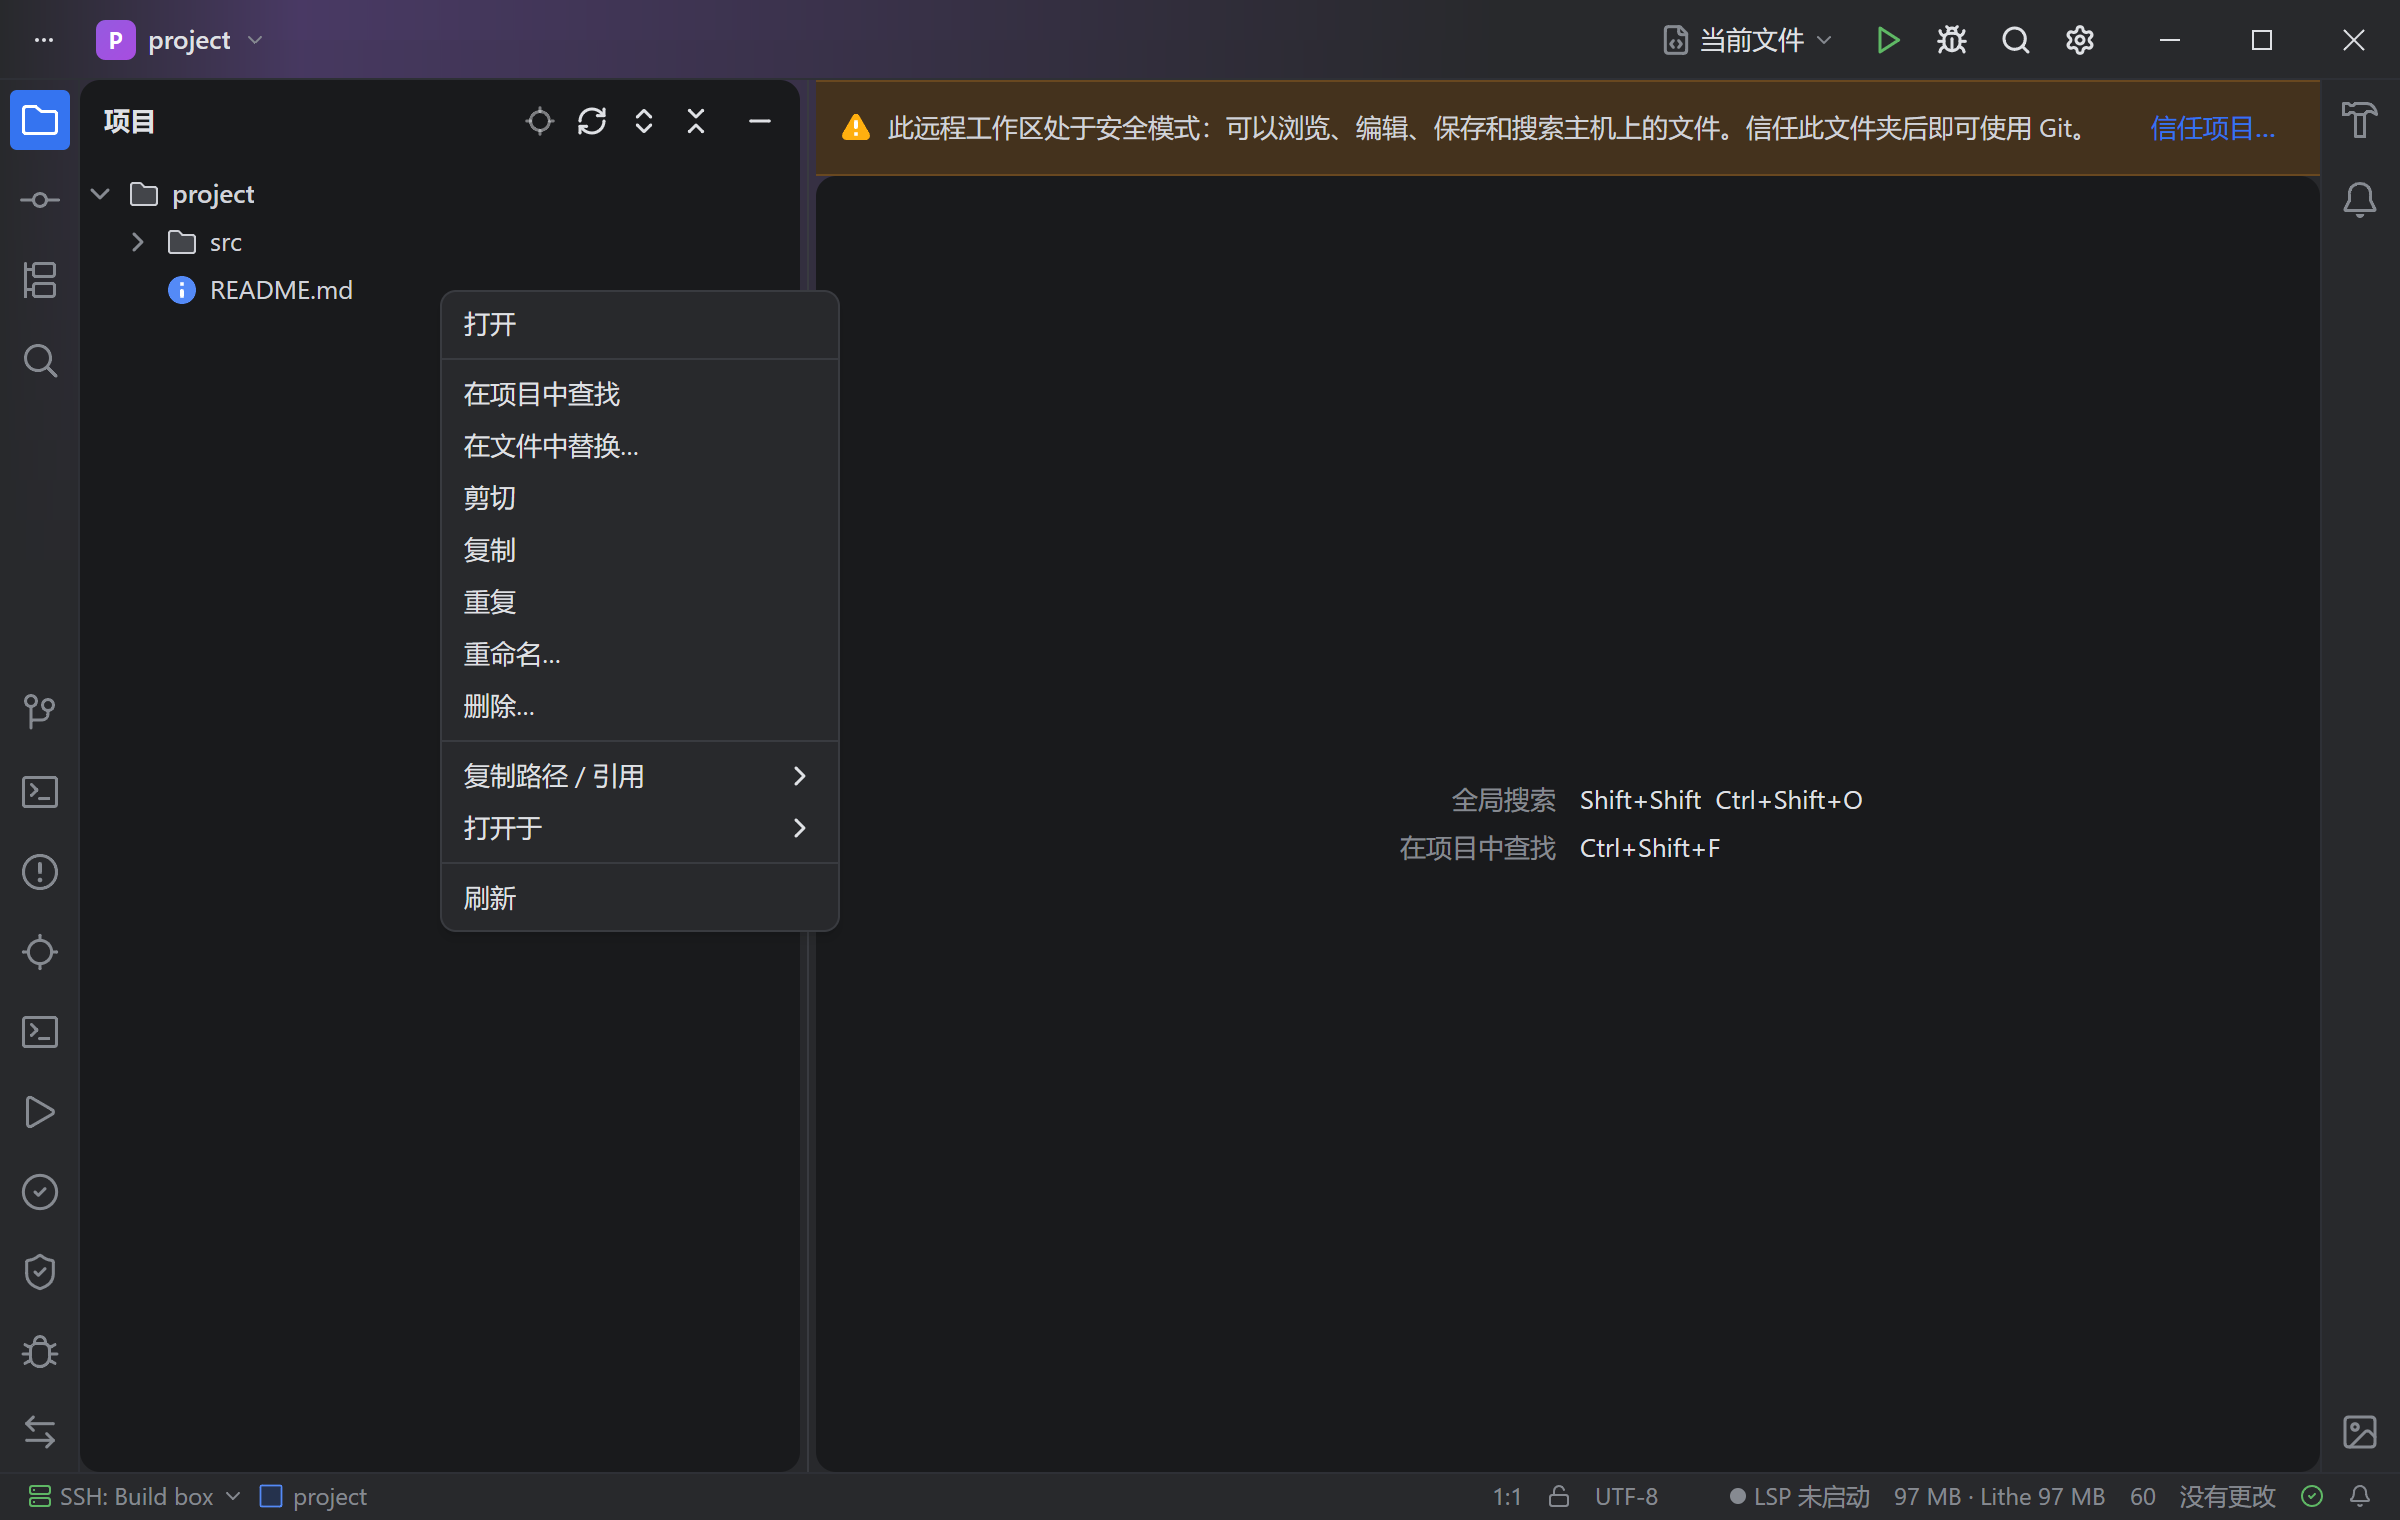 P project
当前文件
项目
此远程工作区处于安全模式：可以浏览、编辑、保存和搜索主机上的文件。信任此文件夹后即可使用 Git。 信任项目...
project
src
README.md
打开
在项目中查找
在文件中替换...
剪切
复制
重复
重命名...
删除...
复制路径 / 引用
打开于
刷新
全局搜索 Shift+Shift Ctrl+Shift+O
在项目中查找 Ctrl+Shift+F
SSH: Build box project 1:1 UTF-8 LSP 未启动 97 MB · Lithe 97 MB 60 没有更改